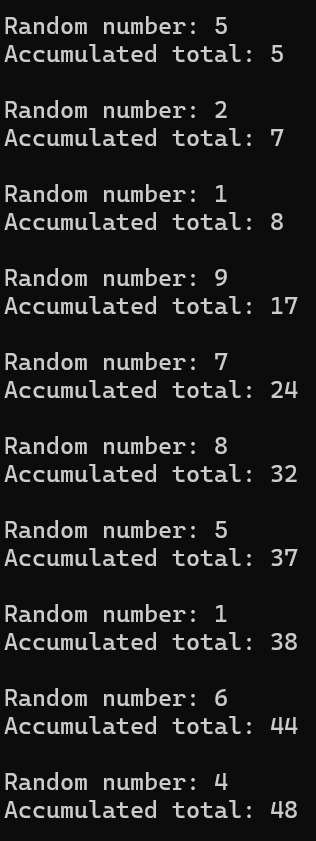 Random number: 5
Accumulated total: 5
Random number: 2
Accumulated total: 7
Random number: 1
Accumulated total: 8
Random number: 9
Accumulated total: 17
Random number: 7
Accumulated total: 24
Random number: 8
Accumulated total: 32
Random number: 5
Accumulated total: 37
Random number: 1
Accumulated total: 38
Random number: 6
Accumulated total: 44
Random number: 4
Accumulated total: 48